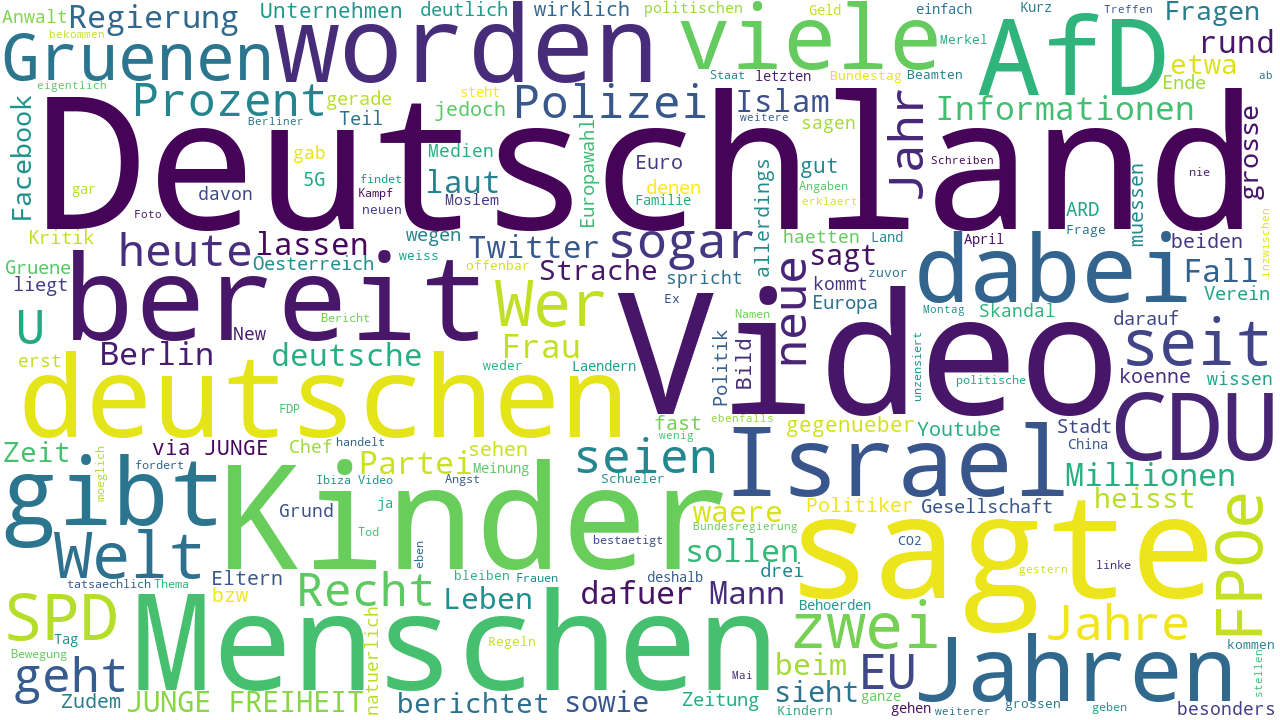 Anwalt
Regierung
Unternehmen
deutlich
wirklich
politischen
Geld
einfach
Kurz
Treffen
Fragen
bekommen
Gruenen
worden
viele
Merkel
AfD
rund
etwa
eigentlich
Prozent
gerade
steht
jedoch
Polizei
Staat
letzten
Bundestag
Beamten
Ende
ab
Facebook
Berliner
Teil
Islam
weitere
sagen
Jahr
Informationen
grosse
Deutschland
gab
Medien
Europawahl
Euro
gut
Schreiben
nie
gar
davon
5G
findet
Kampf
laut
Moslem
denen
Familie
allerdings
Angaben
erklaert
ARD
Frage
muessen
Foto
neuen
Kritik
heute
lassen
wegen
Twitter
sogar
haetten
Land
April
beiden
inzwischen
Gruene
liegt
Oesterreich
weiss
offenbar
Strache
spricht
neue
sagt
kommt
zuvor
dabei
Fall
Verein
bereit
Wer
Ex
Video
Namen
Europa
Montag
Skandal
darauf
seit
U
New
Bericht
Berlin
deutsche
Frau
weder
Laendern
Politik
Bild
unzensiert
politische
koenne
wissen
erst
deutschen
FDP
fast
wenig
ebenfalls
gegenueber
Youtube
Stadt
China
CDU
Zeit
via JUNGE
Chef
handelt
Partei
sehen
Meinung
seien
Schueler
Israel
Millionen
moeglich
fordert
gibt
Kinder
Ibiza Video
Angst
ja
Grund
Tod
waere
Politiker
Gesellschaft
heisst
Welt
eben
bestaetigt
Bundesregierung
sollen
sagte
CO2
gestern
linke
FPOe
tatsaechlich
Thema
Eltern
bzw
Recht
bleiben
Frauen
Leben
deshalb
drei
dafuer
Mann
Behoerden
SPD
Tag
Menschen
natuerlich
Regeln
zwei
Jahre
kommen
Bewegung
geht
Mai
beim
EU
Jahren
stellen
Zudem
JUNGE FREIHEIT
berichtet
sowie
Zeitung
sieht
Kindern
ganze
gehen
weiterer
grossen
geben
besonders